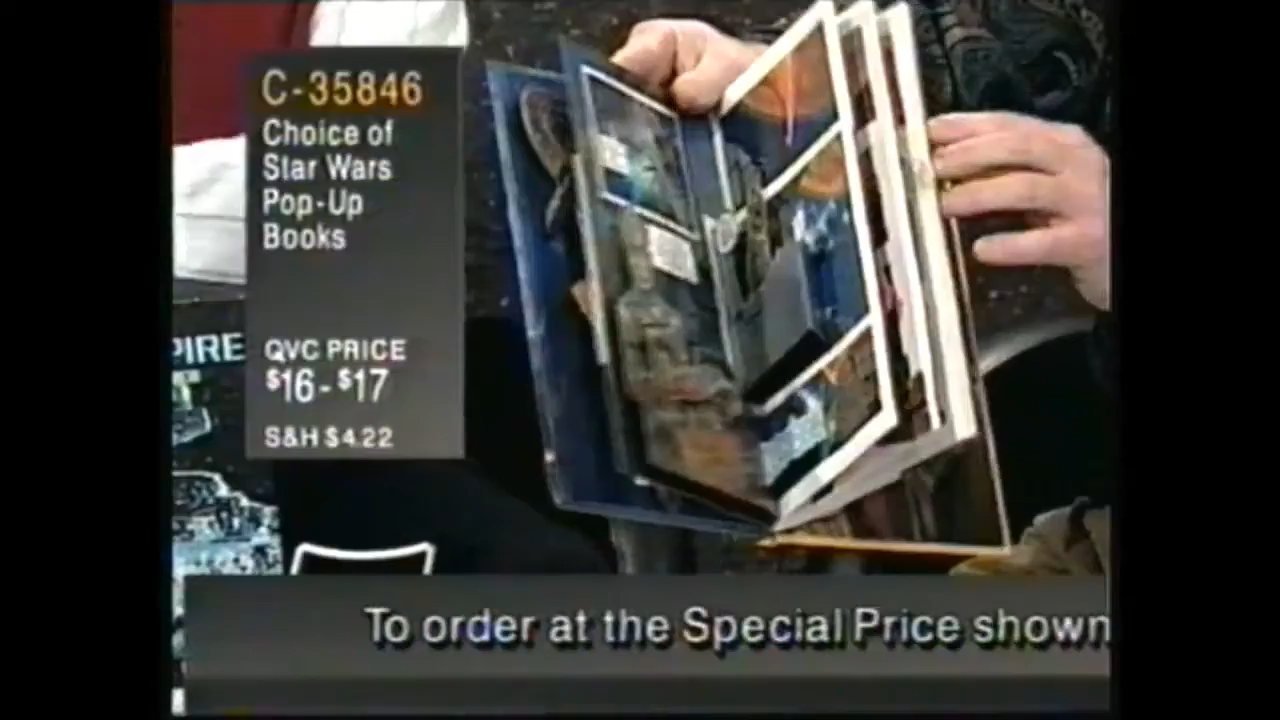 C-35846
Choice of
Star Wars
Pop-Up
Books
PIRE
QVC PRICE
$16-$17
S&H $4.22
To order at the Special Price shown